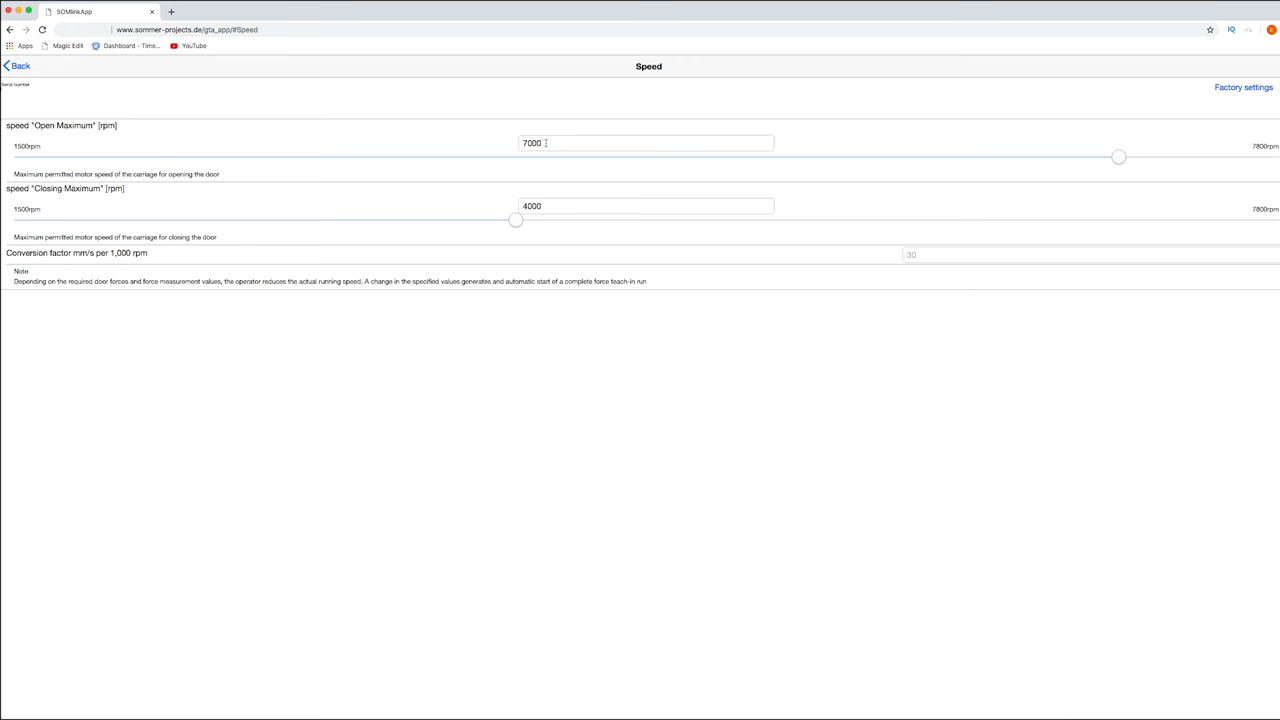 SOMlinkApp
www.sommer-projects.de/gta_app/#Speed
Apps Magic Edit Dashboard - Time... YouTube
Back Speed
Serial number
Factory settings
speed "Open Maximum" [rpm]
1500rpm 7000 7800rpm
Maximum permitted motor speed of the carriage for opening the door
speed "Closing Maximum" [rpm]
1500rpm 4000 7800rpm
Maximum permitted motor speed of the carriage for closing the door
Conversion factor mm/s per 1,000 rpm 30
Note
Depending on the required door forces and force measurement values, the operator reduces the actual running speed. A change in the specified values generates and automatic start of a complete force teach-in run